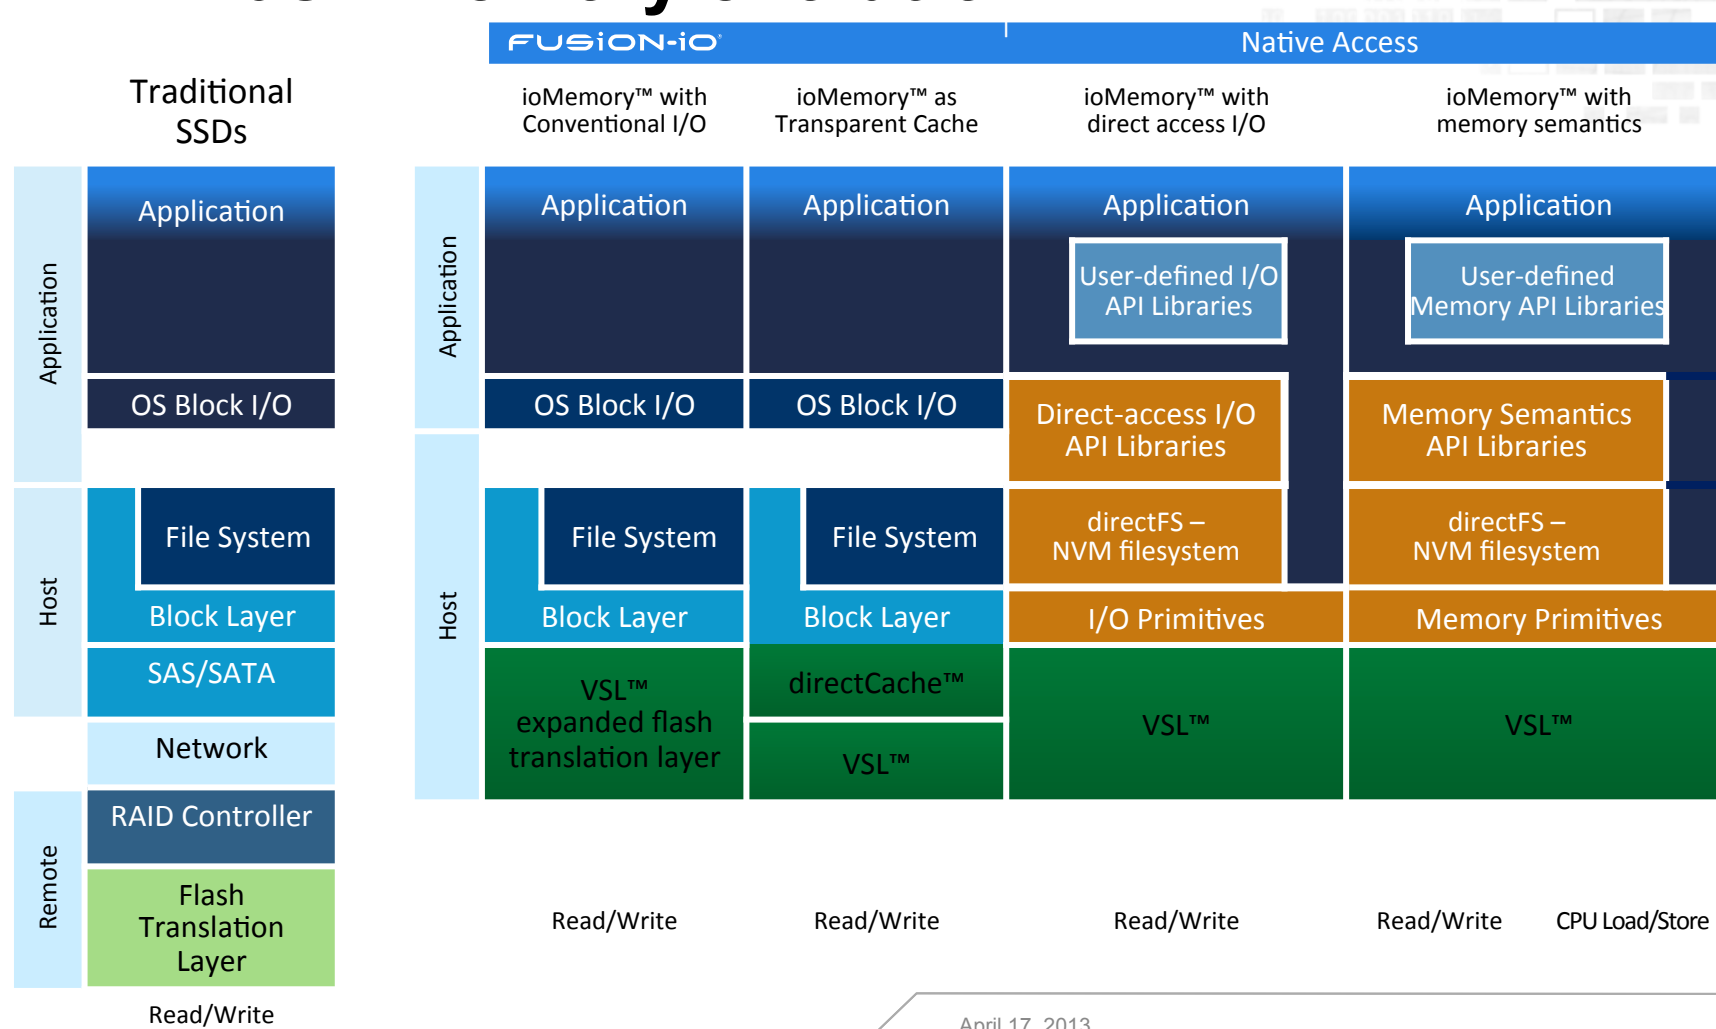 FUSiON-iO
Native Access
Traditional
SSDs
ioMemory™ with
Conventional I/O
ioMemory™ as
Transparent Cache
ioMemory™ with
direct access I/O
ioMemory™ with
memory semantics
Application
Application
OS Block I/O
Host
File System
Block Layer
SAS/SATA
Network
Remote
RAID Controller
Flash
Translation
Layer
Read/Write
Application
Host
Application
OS Block I/O
File System
Block Layer
VSL™
expanded flash
translation layer
Read/Write
Application
OS Block I/O
File System
Block Layer
directCache™
VSL™
Read/Write
Application
User-defined I/O
API Libraries
Direct-access I/O
API Libraries
directFS –
NVM filesystem
I/O Primitives
VSL™
Read/Write
Application
User-defined
Memory API Libraries
Memory Semantics
API Libraries
directFS –
NVM filesystem
Memory Primitives
VSL™
Read/Write
CPU Load/Store
April 17, 2013